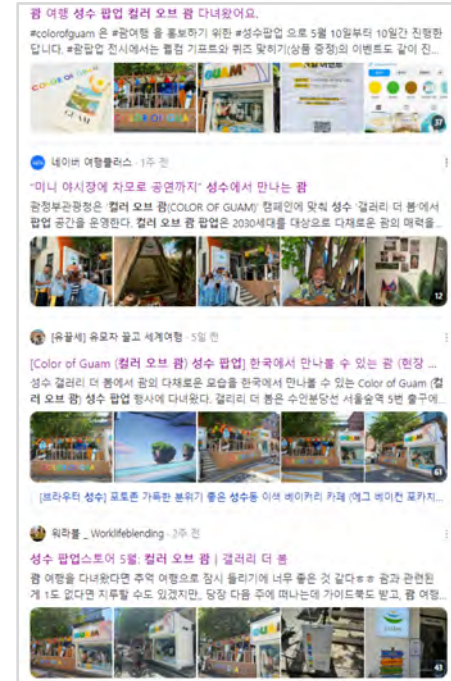 괌 여행 성수 팝업 컬러 오브 괌 다녀왔어요.
#colorofguam 은 #괌여행 을 홍보하기 위한 #성수팝업 으로 5월 10일부터 10일간 진행한
답니다. #괌팝업 전시에서는 웰컴 기프트와 퀴즈 맞히기(상품 증정)의 이벤트도 같이 진...
COLOR OF GUAM
GUAM
GUAM
37
네이버 여행플러스 · 1주 전
"미니 야시장에 차모로 공연까지" 성수에서 만나는 괌
괌정부관광청은 '컬러 오브 괌(COLOR OF GUAM)' 캠페인에 맞춰 성수 '갤러리 더 봄'에서
팝업 공간을 운영한다. 컬러 오브 괌 팝업은 2030세대를 대상으로 다채로운 괌의 매력을...
12
[유끌세] 유모차 끌고 세계여행 · 5일 전
[Color of Guam (컬러 오브 괌) 성수 팝업] 한국에서 만나볼 수 있는 괌 (현장 ...
성수 갤러리 더 봄에서 괌의 다채로운 모습을 한국에서 만나볼 수 있는 Color of Guam (컬
러 오브 괌) 성수 팝업 행사에 다녀왔다. 갤러리 더 봄은 수인분당선 서울숲역 5번 출구에...
61
[브라우터 성수] 포토존 가득한 분위기 좋은 성수동 이색 베이커리 카페 (에그 베이컨 포카치...
워라블 _ Worklifeblending · 2주 전
성수 팝업스토어 5월: 컬러 오브 괌 | 갤러리 더 봄
괌 여행을 다녀왔다면 추억 여행으로 잠시 들리기에 너무 좋은 것 같다ㅎㅎ 괌과 관련된
게 1도 없다면 지루할 수도 있겠지만,, 당장 다음 주에 떠나는데 가이드북도 받고, 괌 여행...
43